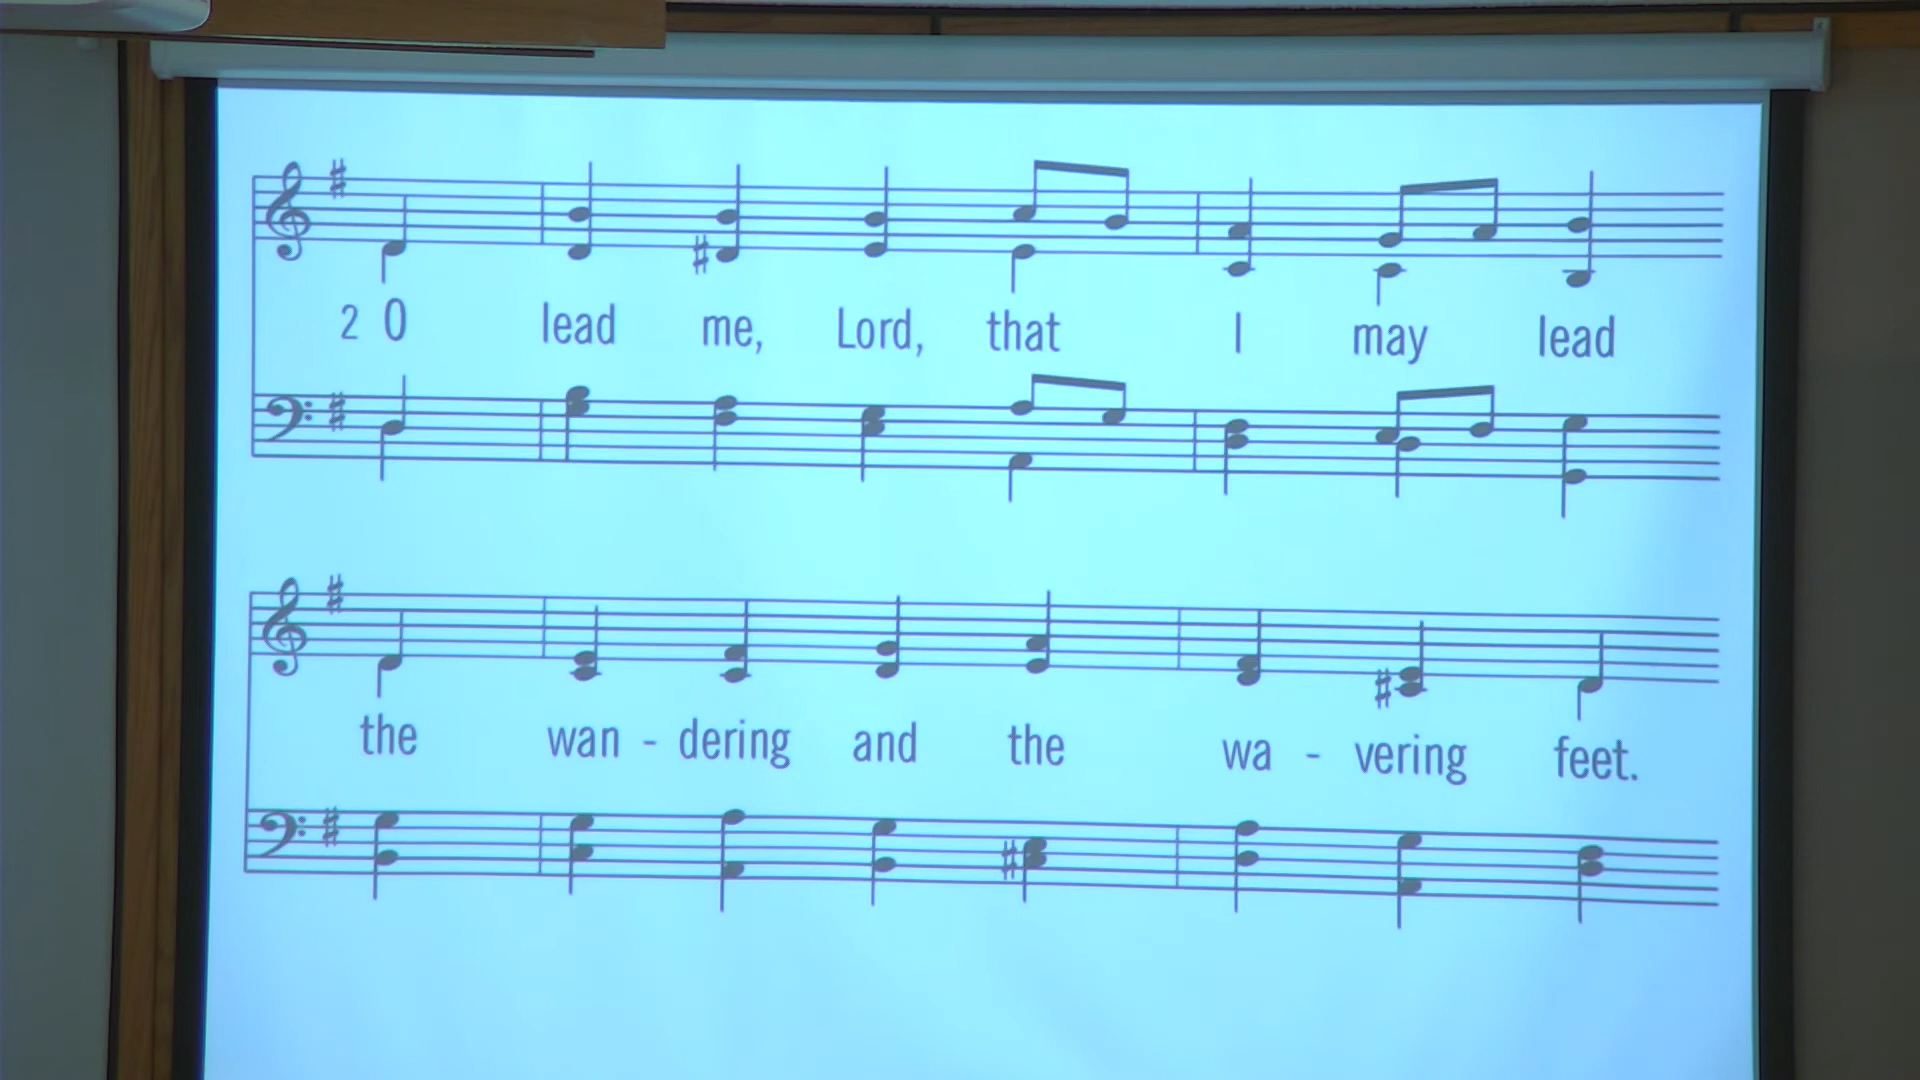 2 O lead me, Lord, that I may lead
the wan - dering and the wa - vering feet.